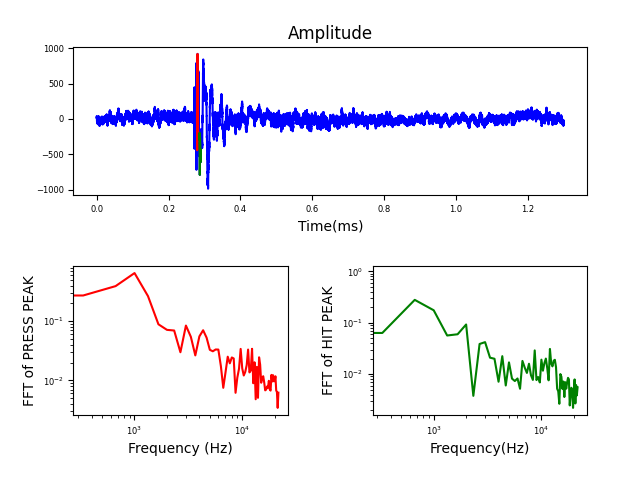 Amplitude
1000
500
0
−500
−1000
0.0 0.2 0.4 0.6 0.8 1.0 1.2
Time(ms)
FFT of PRESS PEAK
10⁻¹
10⁻²
10³ 10⁴
Frequency (Hz)
FFT of HIT PEAK
10⁰
10⁻¹
10⁻²
10³ 10⁴
Frequency(Hz)